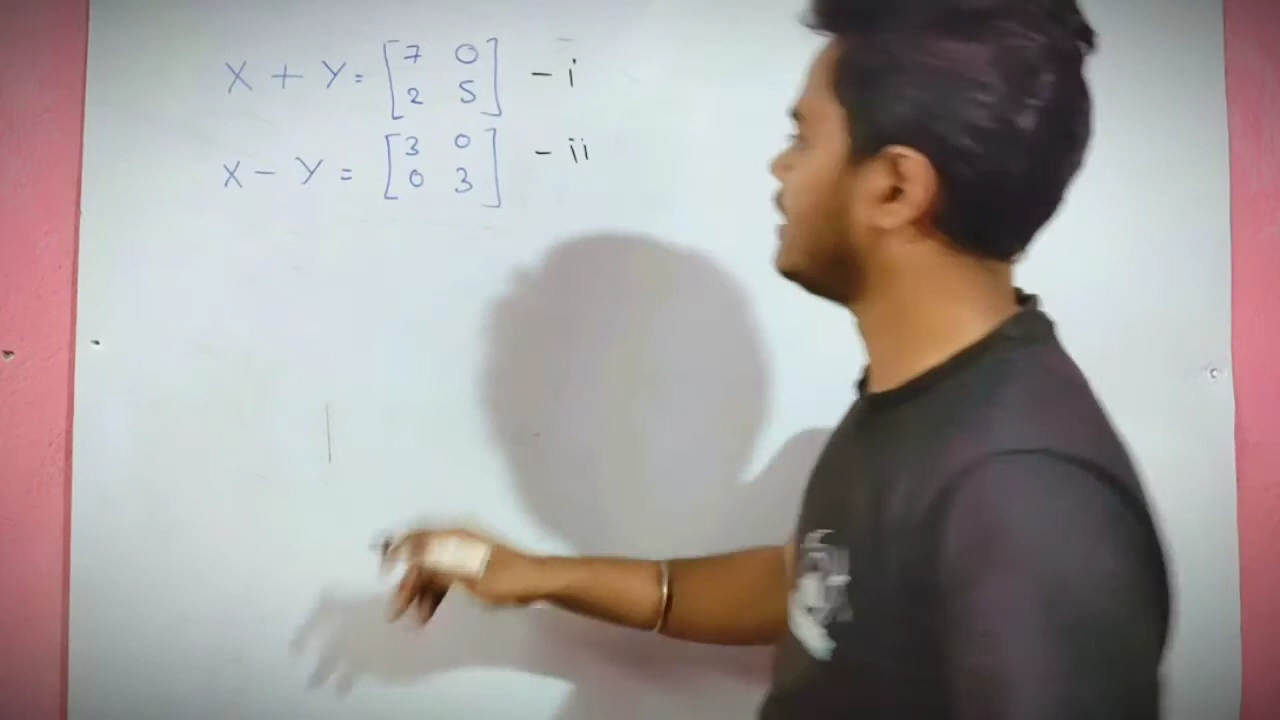 X + Y = [7 0
2 5] - i
X - Y = [3 0
0 3] - ii